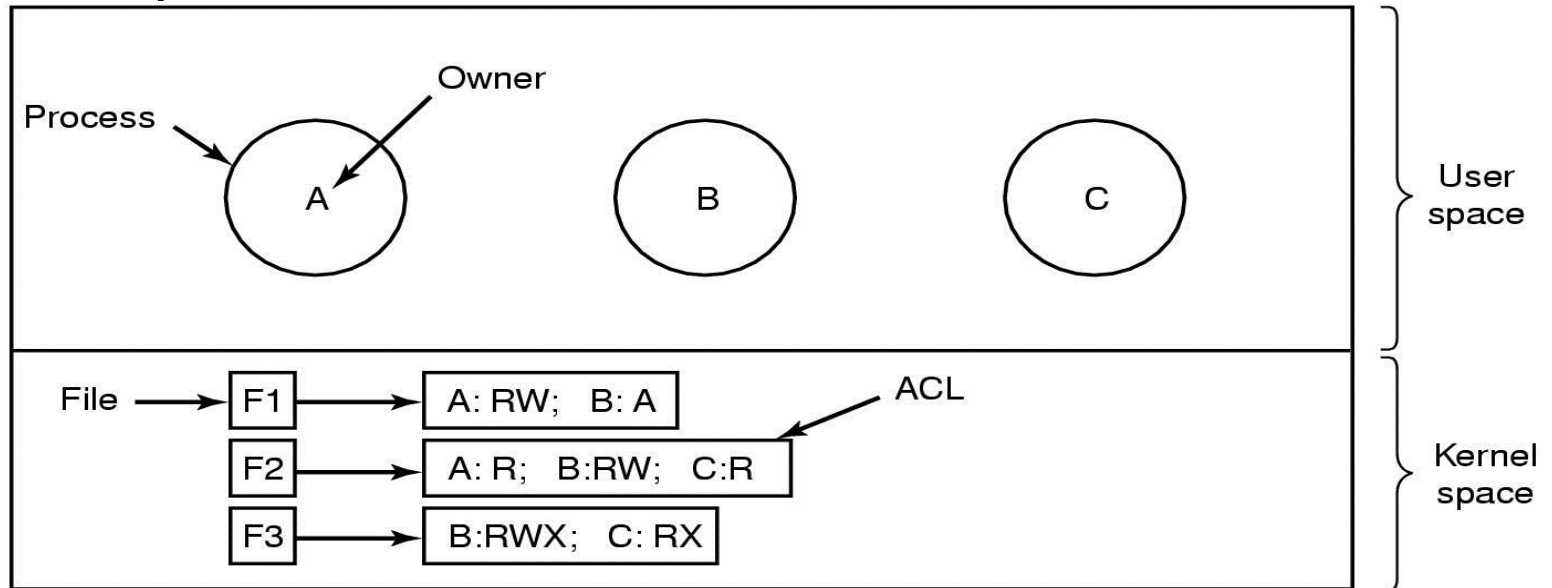 Owner
Process
A
B
C
User
space
File
F1
A: RW; B: A
ACL
F2
A: R; B:RW; C:R
F3
B:RWX; C: RX
Kernel
space